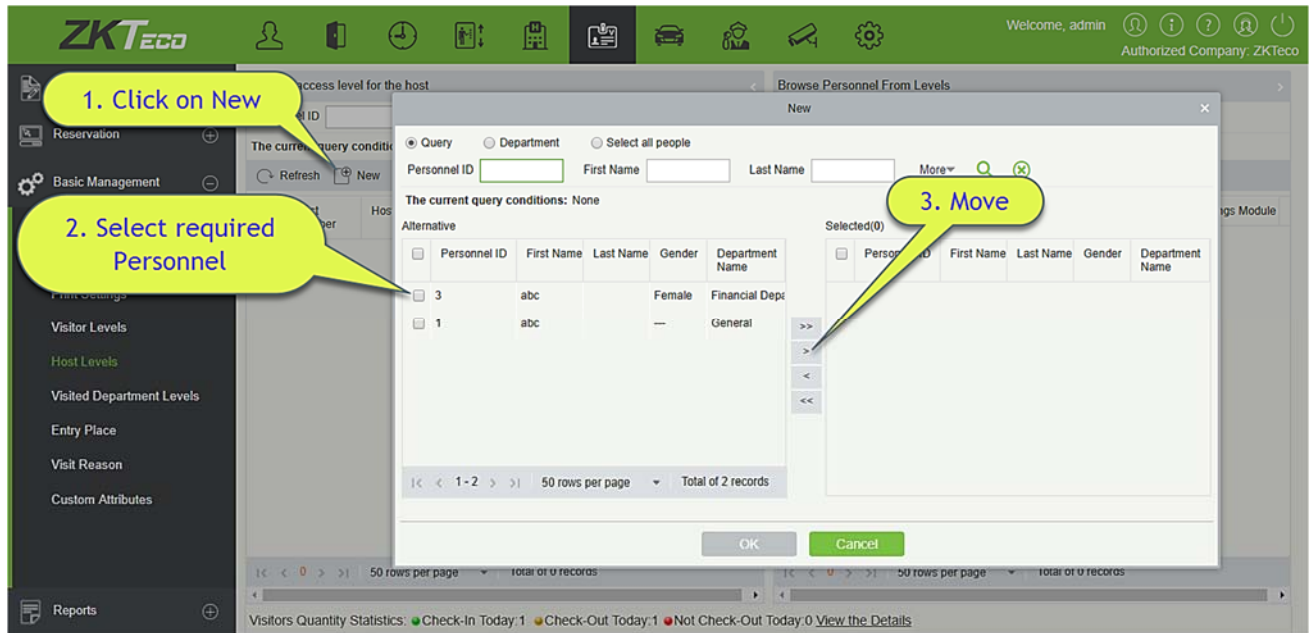 ZKTeco
Welcome, admin
Authorized Company: ZKTeco
1. Click on New
access level for the host
Browse Personnel From Levels
New
ID
Reservation
Query Department Select all people
The current query conditio
Personnel ID First Name Last Name More
Basic Management
Refresh New
3. Move
The current query conditions: None
2. Select required
Personnel
Hos
ngs Module
Alternative
Selected(0)
Personnel ID First Name Last Name Gender Department
Name
First Name Last Name Gender Department
Name
3 abc Female Financial Depa
Print Settings
1 abc --- General
Visitor Levels
>>
>
Host Levels
<
Visited Department Levels
<<
Entry Place
Visit Reason
|< < 1 - 2 > >| 50 rows per page Total of 2 records
Custom Attributes
OK Cancel
|< < 0 > >| 50 rows per page Total of 0 records
|< < 0 > >| 50 rows per page Total of 0 records
Reports
Visitors Quantity Statistics: Check-In Today:1 Check-Out Today:1 Not Check-Out Today:0 View the Details